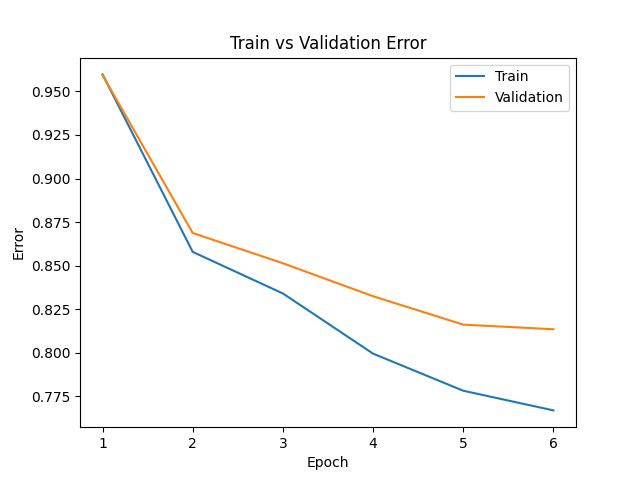 Train vs Validation Error
Train
Validation
Error
0.950
0.925
0.900
0.875
0.850
0.825
0.800
0.775
1 2 3 4 5 6
Epoch